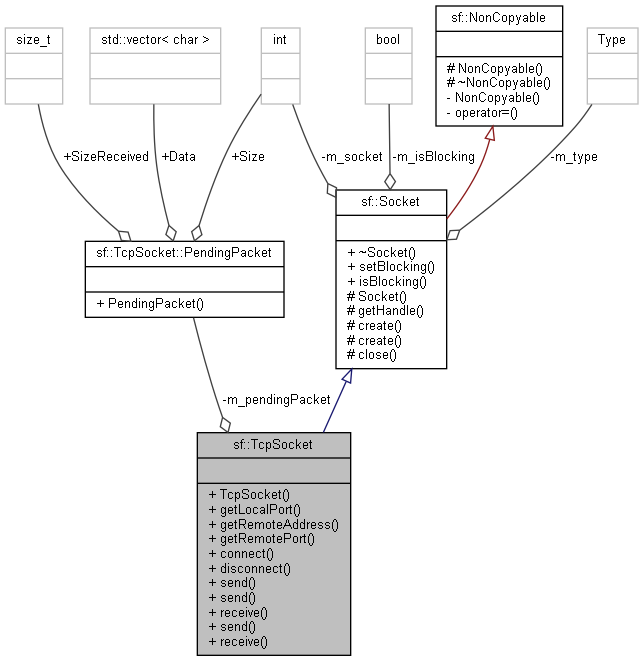 sf::NonCopyable
# NonCopyable()
# ~NonCopyable()
- NonCopyable()
- operator=()
size_t
std::vector< char >
int
bool
Type
+SizeReceived
+Data
+Size
-m_socket
-m_isBlocking
-m_type
sf::Socket
+ ~Socket()
+ setBlocking()
+ isBlocking()
# Socket()
# getHandle()
# create()
# create()
# close()
sf::TcpSocket::PendingPacket
+ PendingPacket()
-m_pendingPacket
sf::TcpSocket
+ TcpSocket()
+ getLocalPort()
+ getRemoteAddress()
+ getRemotePort()
+ connect()
+ disconnect()
+ send()
+ send()
+ receive()
+ send()
+ receive()